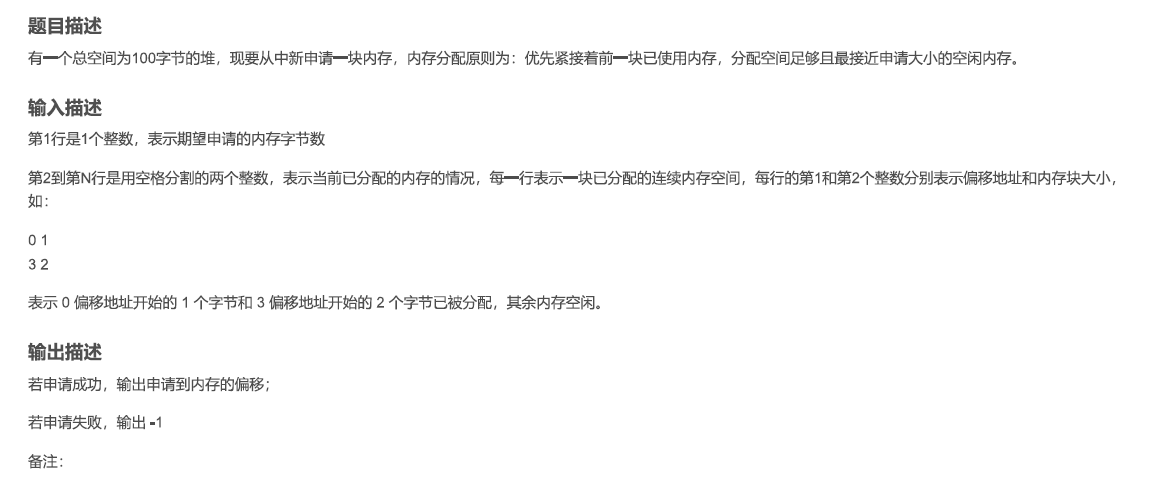 题目描述
有一个总空间为100字节的堆，现要从中新申请一块内存，内存分配原则为：优先紧接着前一块已使用内存，分配空间足够且最接近申请大小的空闲内存。
输入描述
第1行是1个整数，表示期望申请的内存字节数
第2到第N行是用空格分割的两个整数，表示当前已分配的内存的情况，每一行表示一块已分配的连续内存空间，每行的第1和第2个整数分别表示偏移地址和内存块大小，
如：
0 1
3 2
表示 0 偏移地址开始的 1 个字节和 3 偏移地址开始的 2 个字节已被分配，其余内存空闲。
输出描述
若申请成功，输出申请到内存的偏移；
若申请失败，输出 -1
备注：